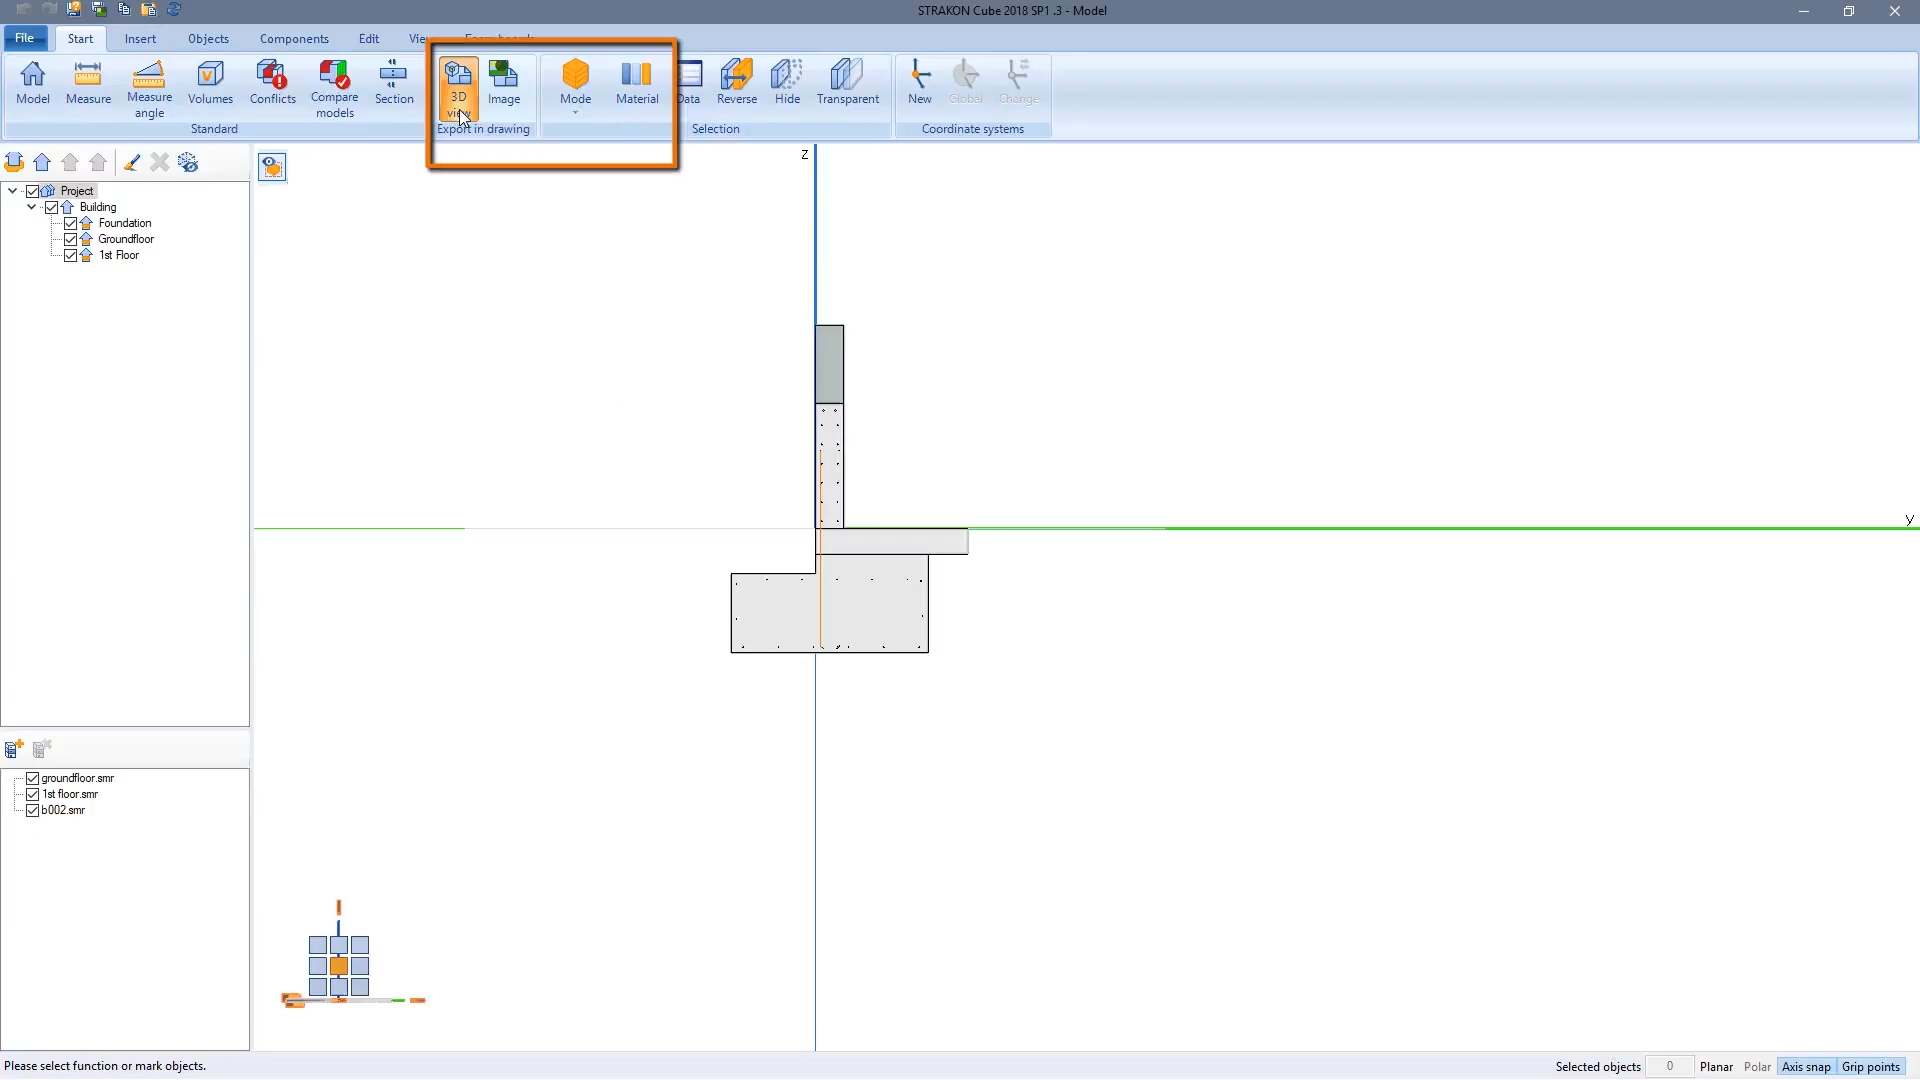 STRAKON Cube 2018 SP1 .3 - Model
File Start Insert Objects Components Edit
Model Measure Measure angle Volumes Conflicts Compare models Section 3D view Image Mode Material Data Reverse Hide Transparent New Global Change
Standard Export in drawing Selection Coordinate systems
Project
Building
Foundation
Groundfloor
1st Floor
Z
Y
groundfloor.smr
1st floor.smr
b002.smr
Please select function or mark objects. Selected objects 0 Planar Polar Axis snap Grip points